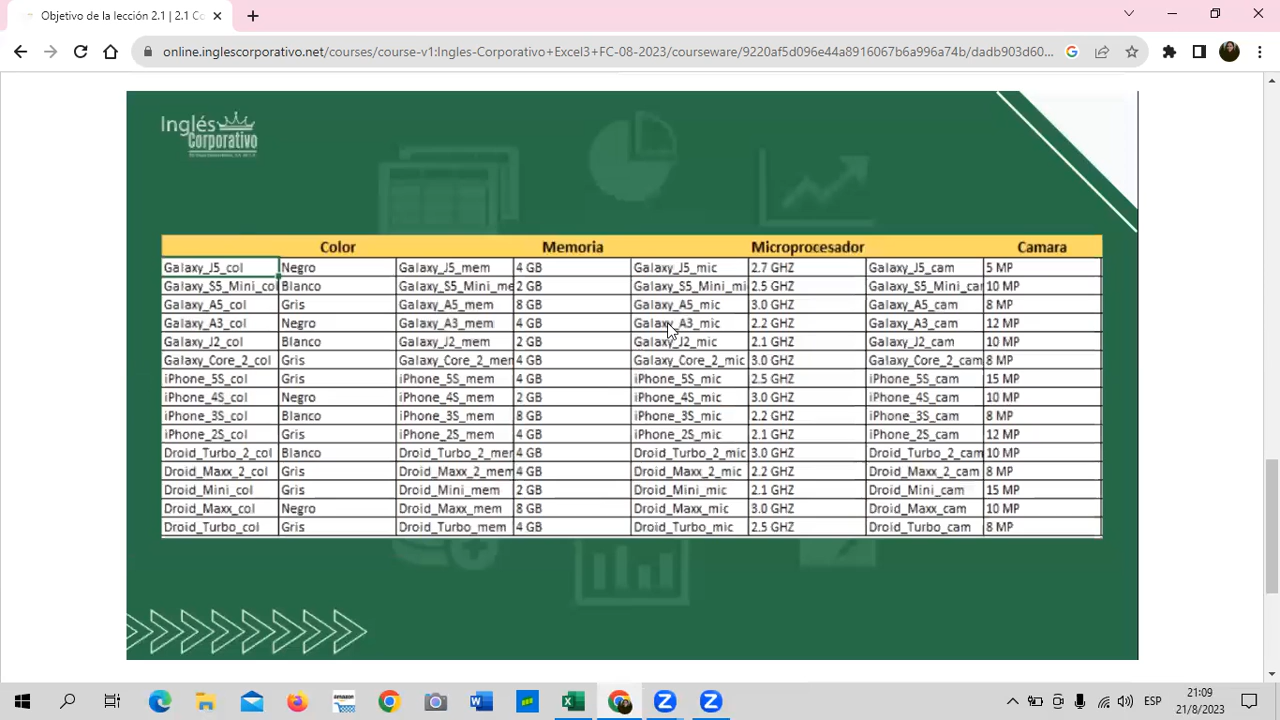 Objetivo de la lección 2.1 | 2.1 Co
online.inglescorporativo.net/courses/course-v1:Ingles-Corporativo+Excel3+FC-08-2023/courseware/9220af5d096e44a8916067b6a996a74b/dadb903d60...
Inglés
Corporativo
Color Memoria Microprocesador Camara
Galaxy_J5_col Negro Galaxy_J5_mem 4 GB Galaxy_J5_mic 2.7 GHZ Galaxy_J5_cam 5 MP
Galaxy_S5_Mini_col Blanco Galaxy_S5_Mini_me 2 GB Galaxy_S5_Mini_mi 2.5 GHZ Galaxy_S5_Mini_ca 10 MP
Galaxy_A5_col Gris Galaxy_A5_mem 8 GB Galaxy_A5_mic 3.0 GHZ Galaxy_A5_cam 8 MP
Galaxy_A3_col Negro Galaxy_A3_mem 4 GB Galaxy_A3_mic 2.2 GHZ Galaxy_A3_cam 12 MP
Galaxy_J2_col Blanco Galaxy_J2_mem 2 GB Galaxy_J2_mic 2.1 GHZ Galaxy_J2_cam 10 MP
Galaxy_Core_2_col Gris Galaxy_Core_2_mem 4 GB Galaxy_Core_2_mic 3.0 GHZ Galaxy_Core_2_cam 8 MP
iPhone_5S_col Gris iPhone_5S_mem 4 GB iPhone_5S_mic 2.5 GHZ iPhone_5S_cam 15 MP
iPhone_4S_col Negro iPhone_4S_mem 2 GB iPhone_4S_mic 3.0 GHZ iPhone_4S_cam 10 MP
iPhone_3S_col Blanco iPhone_3S_mem 8 GB iPhone_3S_mic 2.2 GHZ iPhone_3S_cam 8 MP
iPhone_2S_col Gris iPhone_2S_mem 4 GB iPhone_2S_mic 2.1 GHZ iPhone_2S_cam 12 MP
Droid_Turbo_2_col Blanco Droid_Turbo_2_mem 4 GB Droid_Turbo_2_mic 3.0 GHZ Droid_Turbo_2_cam 10 MP
Droid_Maxx_2_col Gris Droid_Maxx_2_mem 4 GB Droid_Maxx_2_mic 2.2 GHZ Droid_Maxx_2_cam 8 MP
Droid_Mini_col Gris Droid_Mini_mem 2 GB Droid_Mini_mic 2.1 GHZ Droid_Mini_cam 15 MP
Droid_Maxx_col Negro Droid_Maxx_mem 8 GB Droid_Maxx_mic 3.0 GHZ Droid_Maxx_cam 10 MP
Droid_Turbo_col Gris Droid_Turbo_mem 4 GB Droid_Turbo_mic 2.5 GHZ Droid_Turbo_cam 8 MP
ESP
21:09
21/8/2023